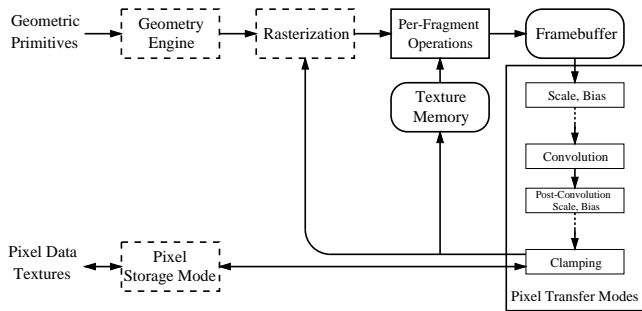 Geometric
Primitives
Geometry
Engine
Rasterization
Per-Fragment
Operations
Framebuffer
Texture
Memory
Scale, Bias
Convolution
Post-Convolution
Scale, Bias
Clamping
Pixel Transfer Modes
Pixel Data
Textures
Pixel
Storage Mode